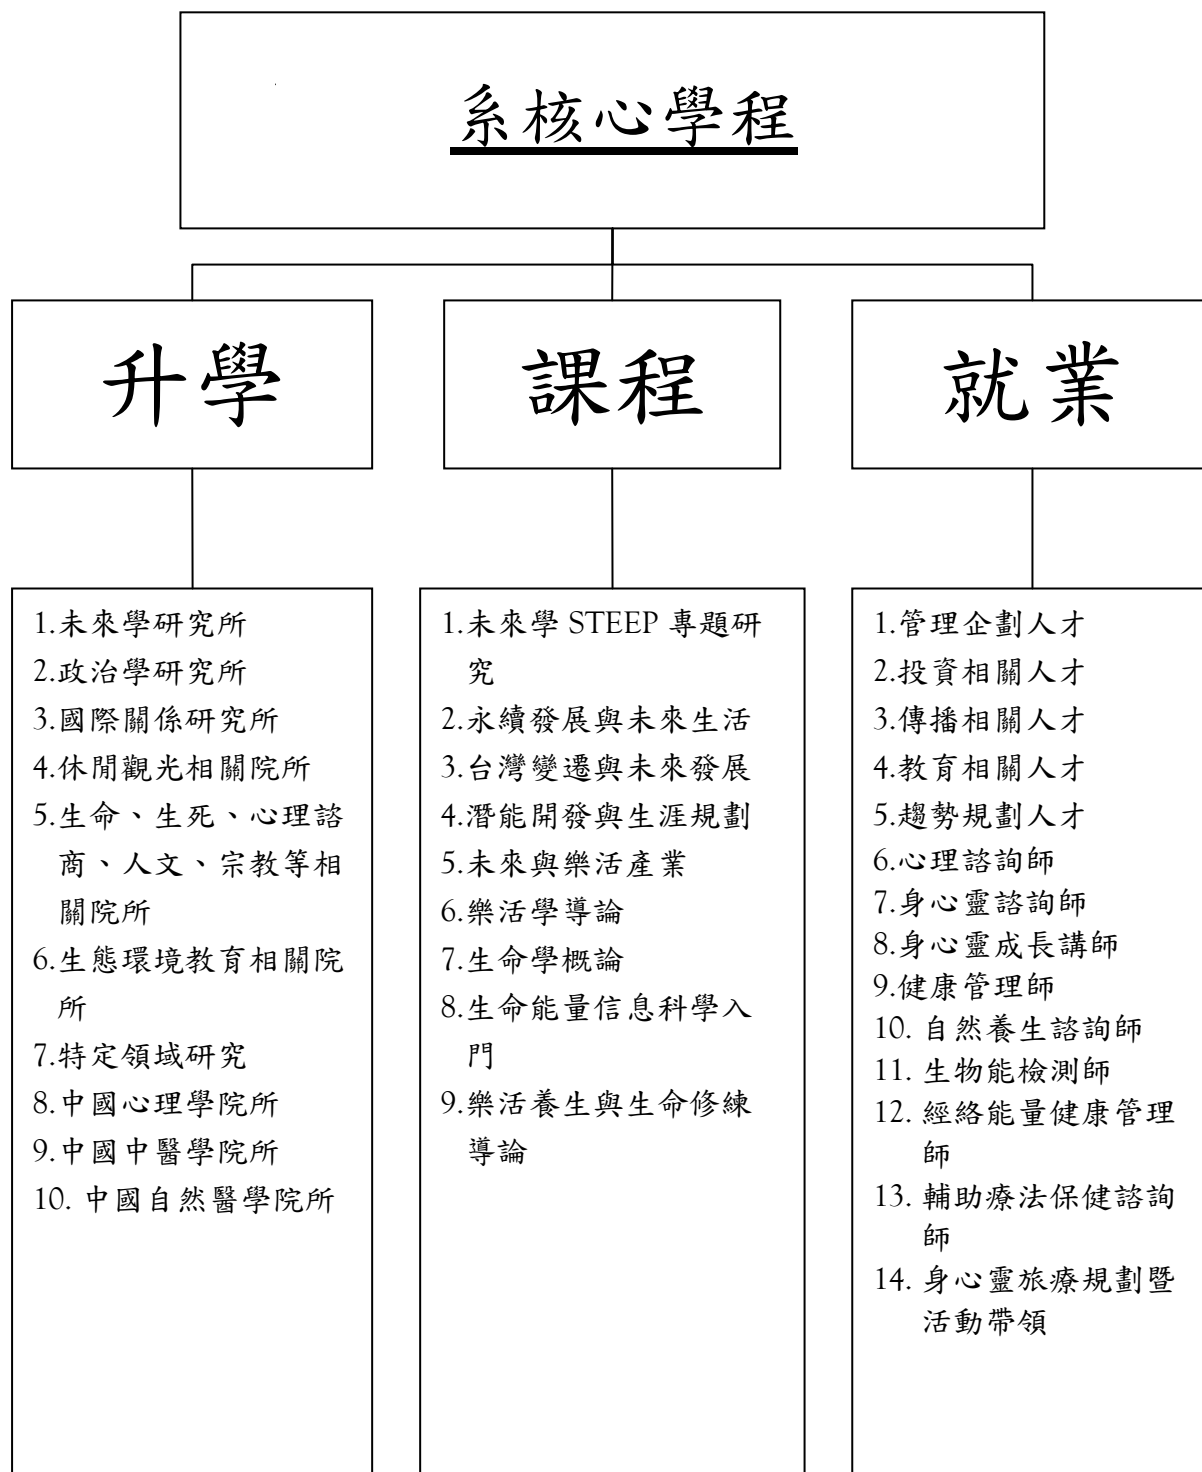 系核心學程
升學
課程
就業
1.未來學研究所
2.政治學研究所
3.國際關係研究所
4.休閒觀光相關院所
5.生命、生死、心理諮
商、人文、宗教等相
關院所
6.生態環境教育相關院
所
7.特定領域研究
8.中國心理學院所
9.中國中醫學院所
10. 中國自然醫學院所
1.未來學 STEEP 專題研
究
2.永續發展與未來生活
3.台灣變遷與未來發展
4.潛能開發與生涯規劃
5.未來與樂活產業
6.樂活學導論
7.生命學概論
8.生命能量信息科學入
門
9.樂活養生與生命修練
導論
1.管理企劃人才
2.投資相關人才
3.傳播相關人才
4.教育相關人才
5.趨勢規劃人才
6.心理諮詢師
7.身心靈諮詢師
8.身心靈成長講師
9.健康管理師
10. 自然養生諮詢師
11. 生物能檢測師
12. 經絡能量健康管理
師
13. 輔助療法保健諮詢
師
14. 身心靈旅療規劃暨
活動帶領